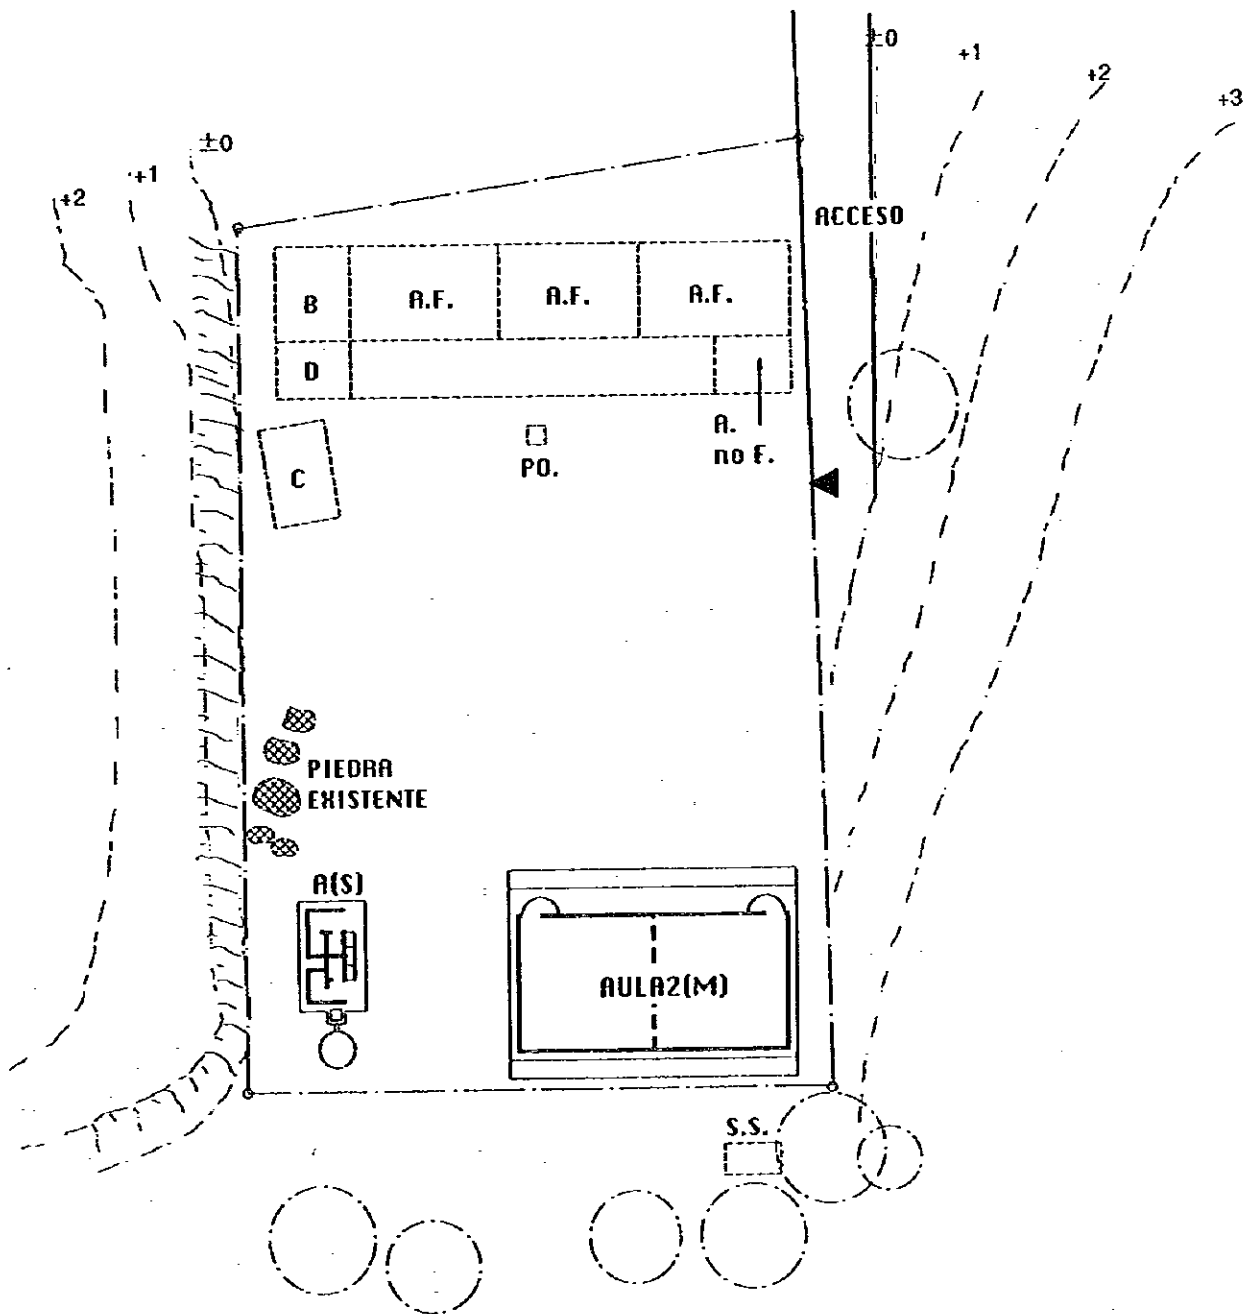 ±0
+1
+2
+3
±0
+1
+2
ACCESO
B
A.F.
A.F.
A.F.
D
A.
no F.
PO.
C
PIEDRA
EXISTENTE
A(S)
AULA2(M)
S.S.